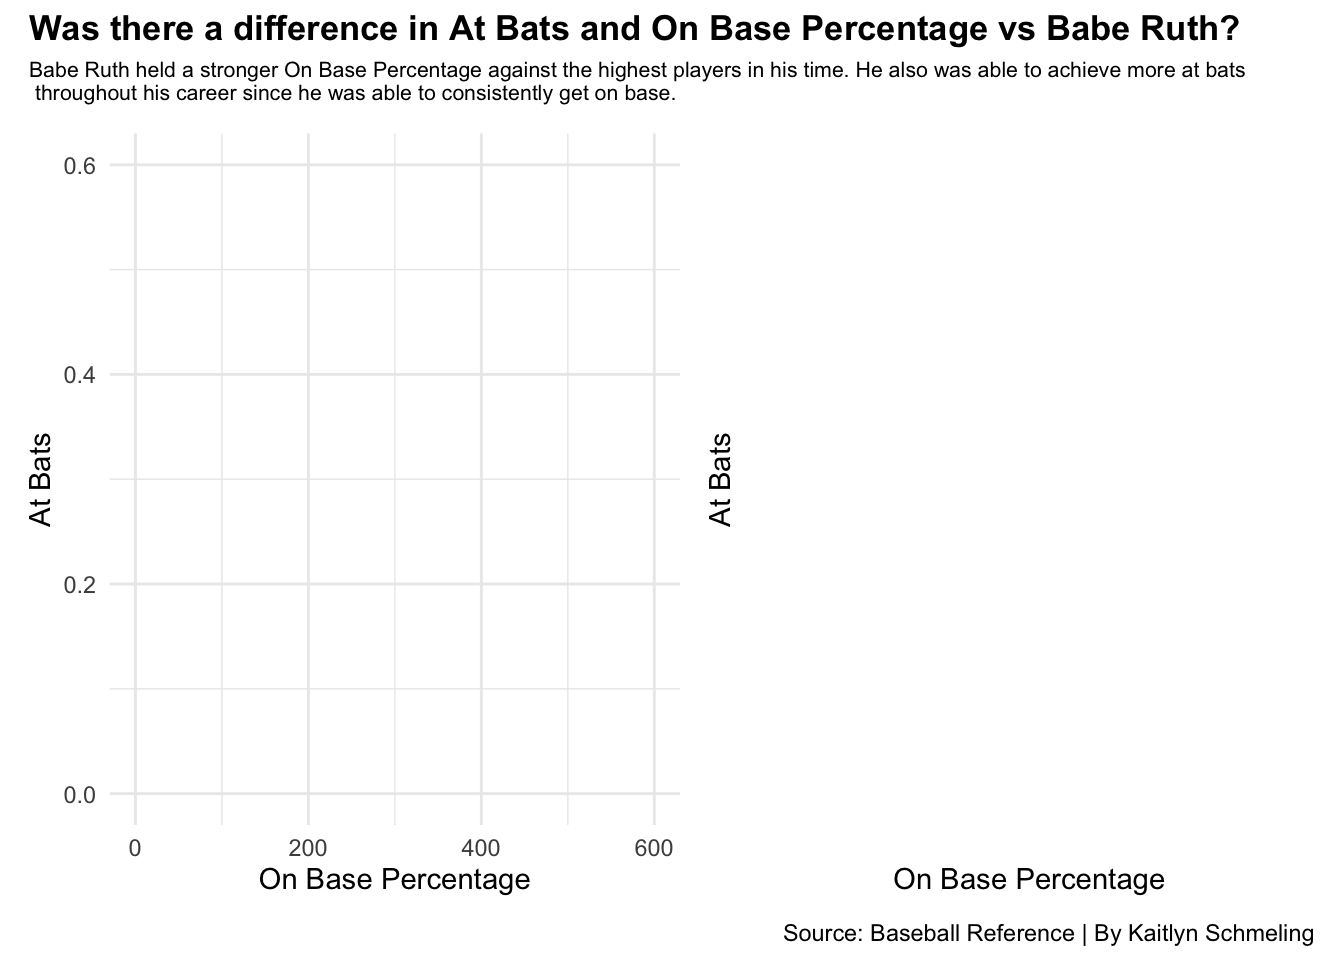 Was there a difference in At Bats and On Base Percentage vs Babe Ruth?
Babe Ruth held a stronger On Base Percentage against the highest players in his time. He also was able to achieve more at bats
throughout his career since he was able to consistently get on base.
0.6
0.4
0.2
0.0
At Bats
0 200 400 600
On Base Percentage
At Bats
On Base Percentage
Source: Baseball Reference | By Kaitlyn Schmeling